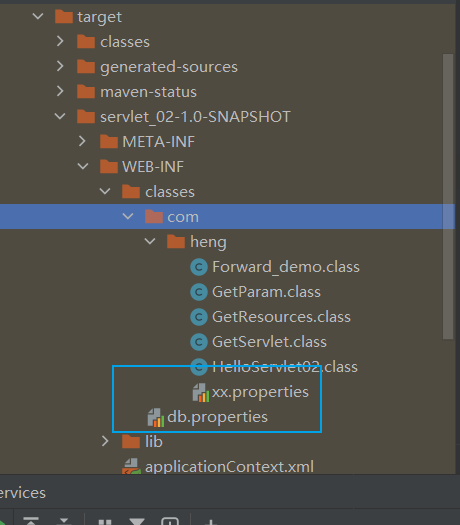 target
classes
generated-sources
maven-status
servlet_02-1.0-SNAPSHOT
META-INF
WEB-INF
classes
com
heng
Forward_demo.class
GetParam.class
GetResources.class
GetServlet.class
HelloServlet02.class
xx.properties
db.properties
lib
applicationContext.xml
ervices